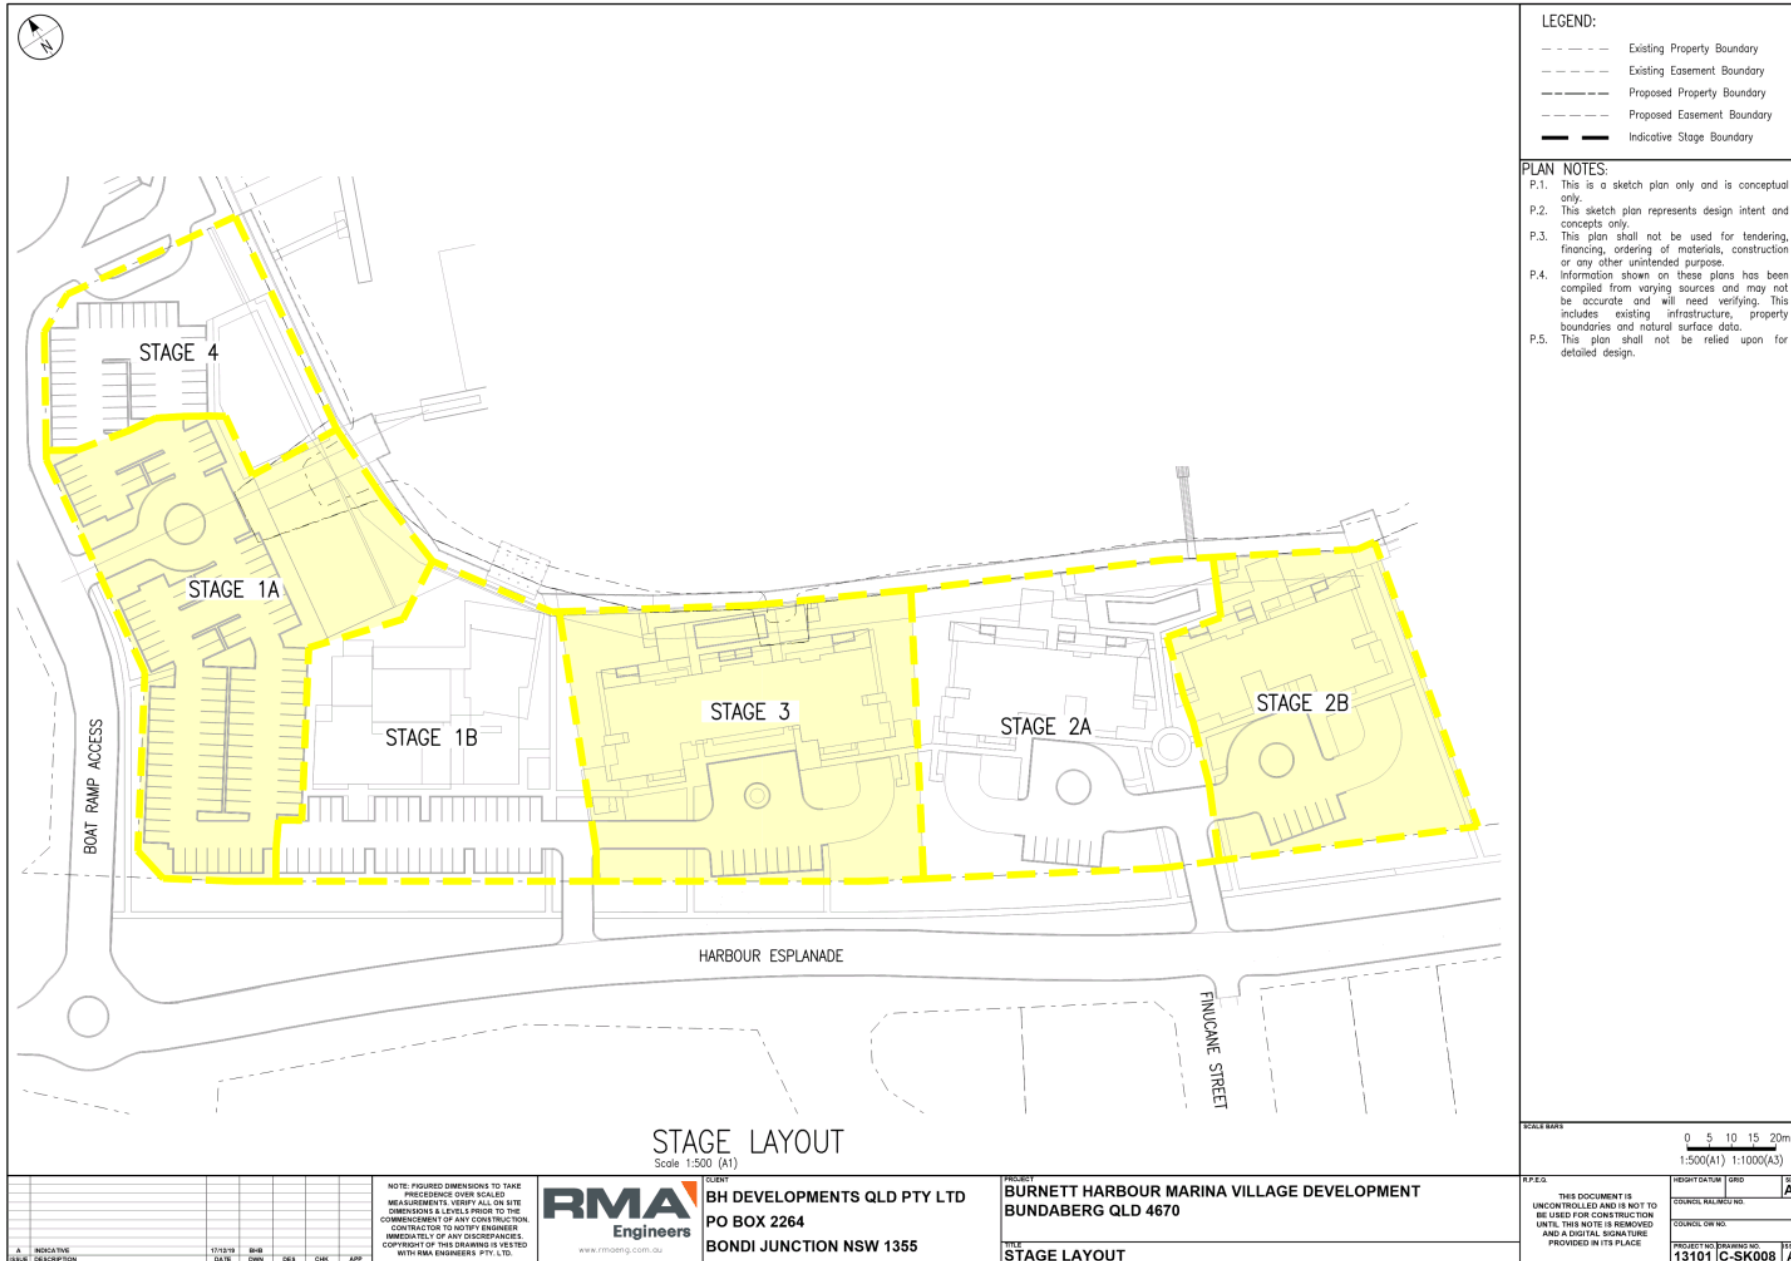 N
LEGEND:
Existing Property Boundary
Existing Easement Boundary
Proposed Property Boundary
Proposed Easement Boundary
Indicative Stage Boundary
PLAN NOTES:
P.1. This is a sketch plan only and is conceptual
only.
P.2. This sketch plan represents design intent and
concepts only.
P.3. This plan shall not be used for tendering,
financing, ordering of materials, construction
or any other unintended purpose.
P.4. Information shown on these plans has been
compiled from varying sources and may not
be accurate and will need verifying. This
includes existing infrastructure, property
boundaries and natural surface data.
P.5. This plan shall not be relied upon for
detailed design.
STAGE 4
STAGE 1A
STAGE 1B
STAGE 3
STAGE 2A
STAGE 2B
BOAT RAMP ACCESS
HARBOUR ESPLANADE
FINUCANE STREET
STAGE LAYOUT
Scale 1:500 (A1)
SCALE BARS
0 5 10 15 20m
1:500(A1) 1:1000(A3)
A INDICATIVE 17/12/19 BHB
ISSUE DESCRIPTION DATE DWN DES CHK APP
NOTE: FIGURED DIMENSIONS TO TAKE
PRECEDENCE OVER SCALED
MEASUREMENTS. VERIFY ALL ON SITE
DIMENSIONS & LEVELS PRIOR TO THE
COMMENCEMENT OF ANY CONSTRUCTION.
CONTRACTOR TO NOTIFY ENGINEER
IMMEDIATELY OF ANY DISCREPANCIES.
COPYRIGHT OF THIS DRAWING IS VESTED
WITH RMA ENGINEERS PTY. LTD.
RMA
Engineers
www.rmaeng.com.au
CLIENT
BH DEVELOPMENTS QLD PTY LTD
PO BOX 2264
BONDI JUNCTION NSW 1355
PROJECT
BURNETT HARBOUR MARINA VILLAGE DEVELOPMENT
BUNDABERG QLD 4670
TITLE
STAGE LAYOUT
R.P.E.Q.
THIS DOCUMENT IS
UNCONTROLLED AND IS NOT TO
BE USED FOR CONSTRUCTION
UNTIL THIS NOTE IS REMOVED
AND A DIGITAL SIGNATURE
PROVIDED IN ITS PLACE
HEIGHT DATUM GRID
COUNCIL RAL/MCU NO.
COUNCIL OW NO.
PROJECT NO. DRAWING NO.
13101 C-SK008